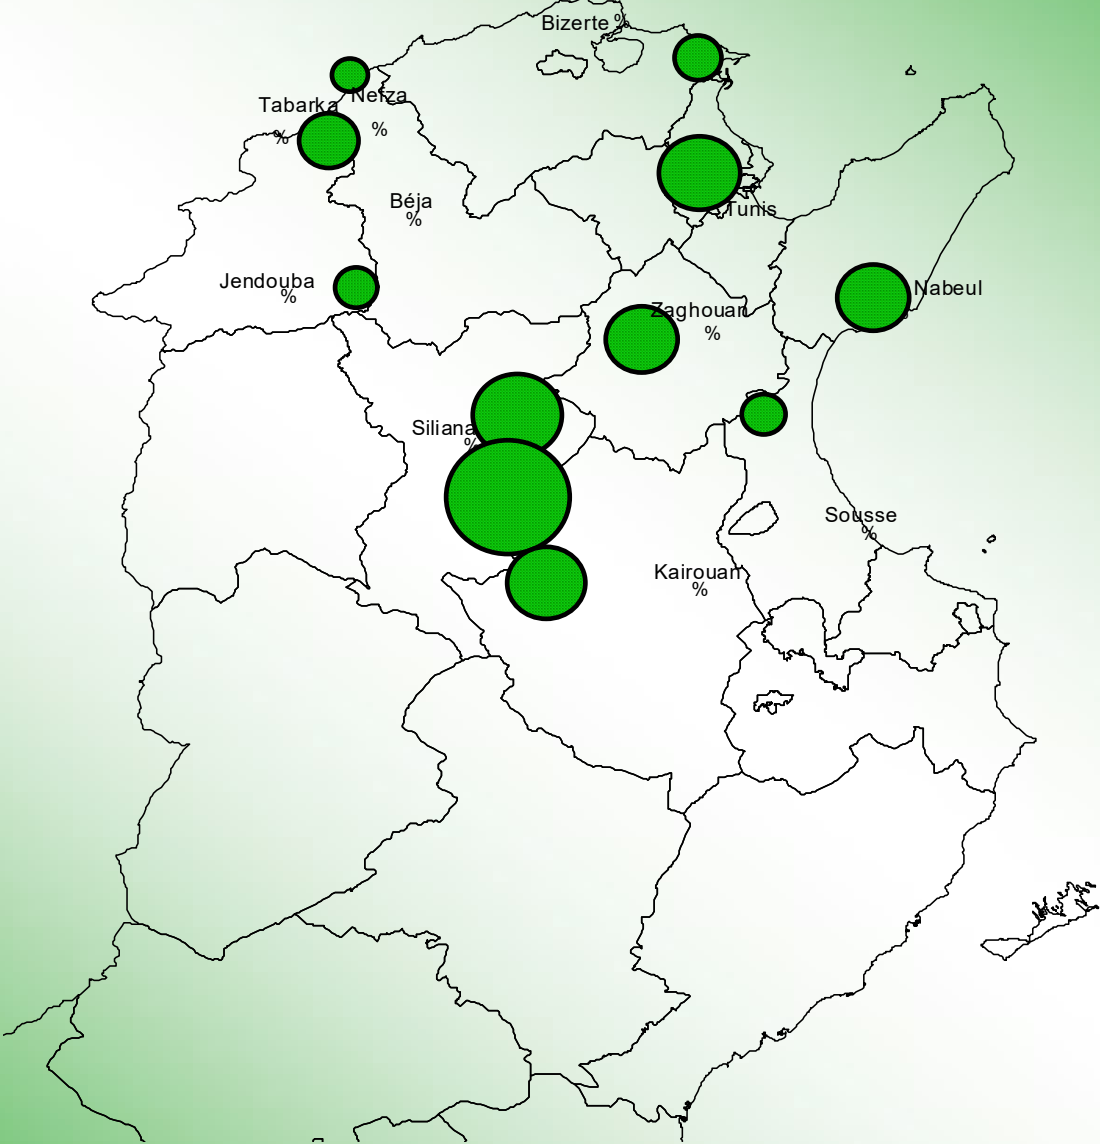 Bizerte %
Nefza
%
Tabarka
%
Béja
%
Tunis
Jendouba
%
Nabeul
Zaghouan
%
Siliana
%
Sousse
%
Kairouan
%